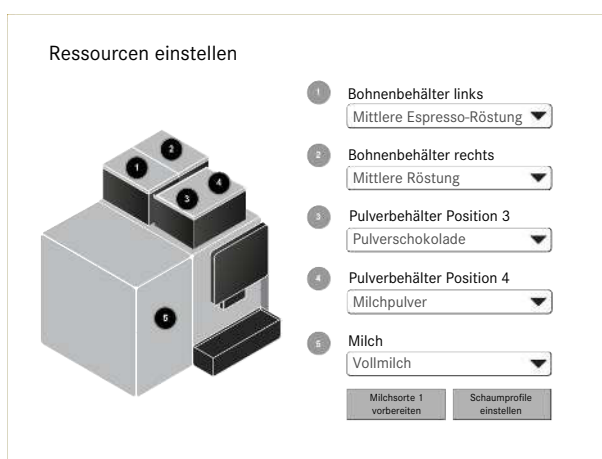 Ressourcen einstellen
1 Bohnenbehälter links
Mittlere Espresso-Röstung
2 Bohnenbehälter rechts
Mittlere Röstung
3 Pulverbehälter Position 3
Pulverschokolade
4 Pulverbehälter Position 4
Milchpulver
5 Milch
Vollmilch
Milchsorte 1
vorbereiten
Schaumprofile
einstellen
1
2
3
4
5